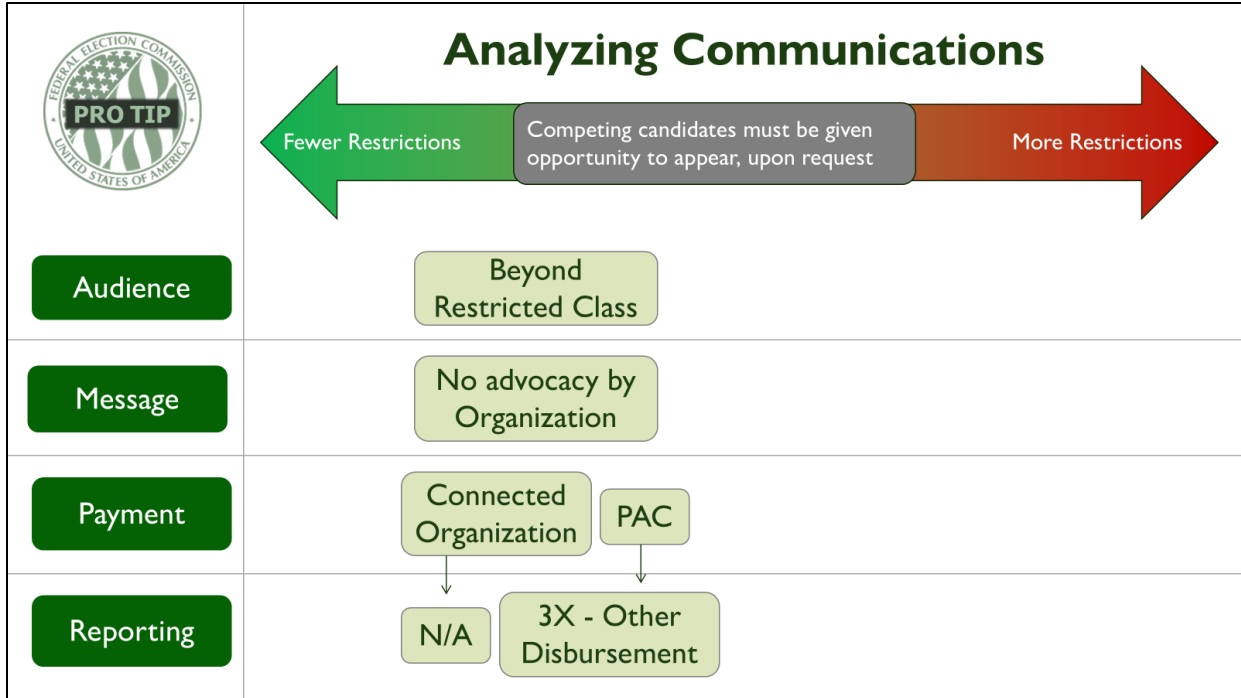 FEDERAL ELECTION COMMISSION
PRO TIP
UNITED STATES OF AMERICA
Analyzing Communications
Fewer Restrictions
Competing candidates must be given
opportunity to appear, upon request
More Restrictions
Audience
Beyond
Restricted Class
Message
No advocacy by
Organization
Payment
Connected
Organization
PAC
Reporting
N/A
3X - Other
Disbursement